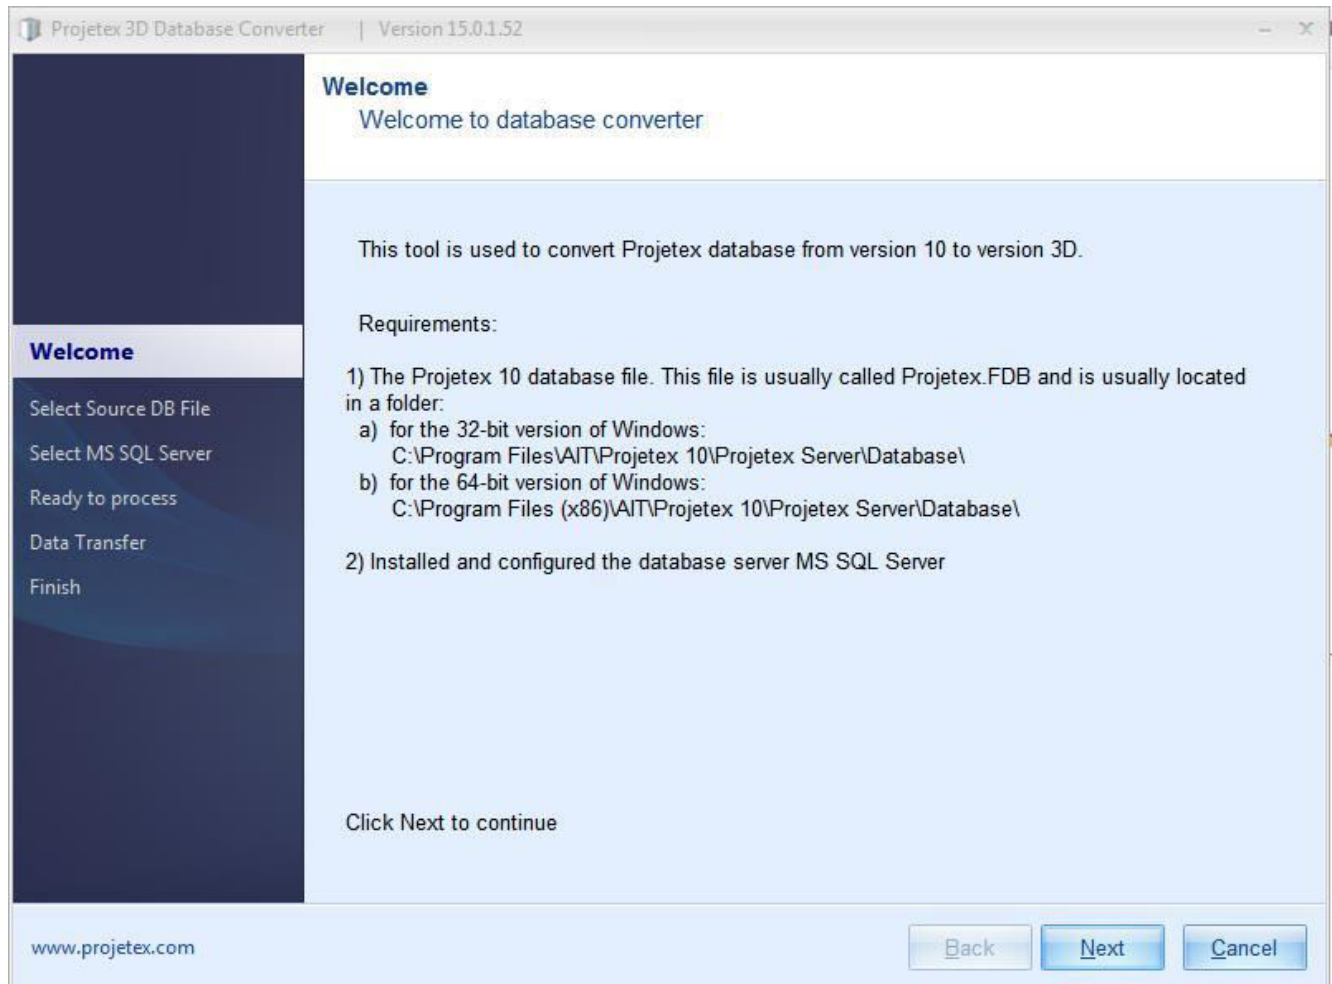 Projetex 3D Database Converter | Version 15.0.1.52
Welcome
Welcome to database converter
This tool is used to convert Projetex database from version 10 to version 3D.
Requirements:
1) The Projetex 10 database file. This file is usually called Projetex.FDB and is usually located
in a folder:
a) for the 32-bit version of Windows:
C:\Program Files\AIT\Projetex 10\Projetex Server\Database\
b) for the 64-bit version of Windows:
C:\Program Files (x86)\AIT\Projetex 10\Projetex Server\Database\
2) Installed and configured the database server MS SQL Server
Click Next to continue
Welcome
Select Source DB File
Select MS SQL Server
Ready to process
Data Transfer
Finish
www.projetex.com
Back
Next
Cancel